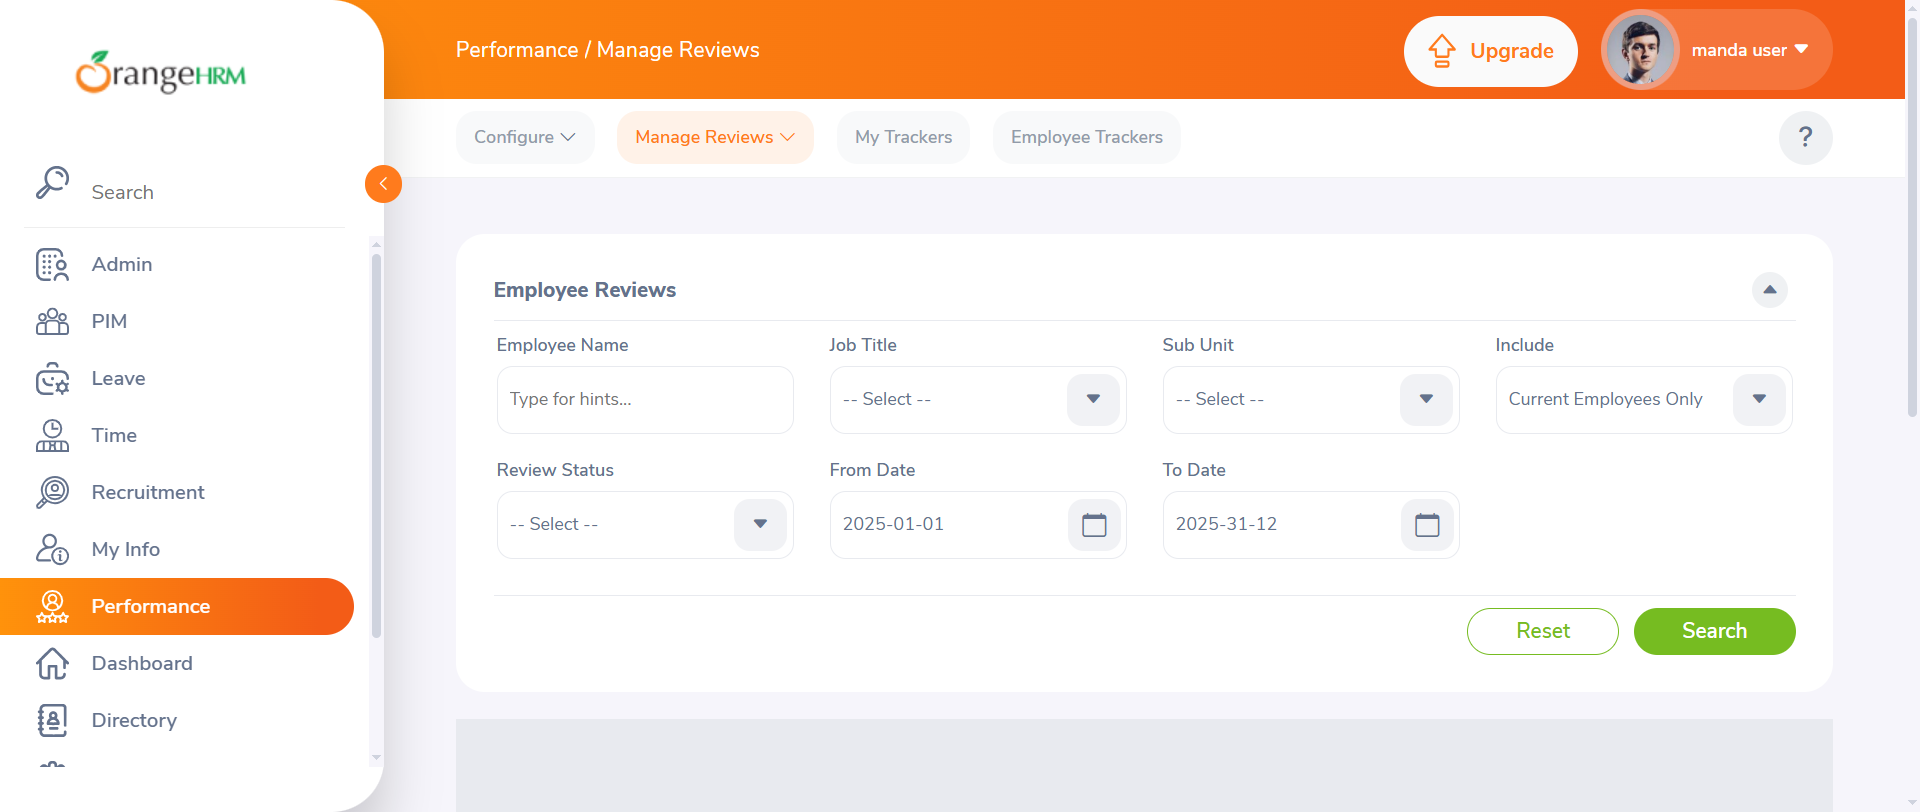 OrangeHRM
Performance / Manage Reviews
Upgrade
manda user
Configure
Manage Reviews
My Trackers
Employee Trackers
?
Search
Admin
PIM
Leave
Time
Recruitment
My Info
Performance
Dashboard
Directory
Employee Reviews
Employee Name
Job Title
Sub Unit
Include
Type for hints...
-- Select --
-- Select --
Current Employees Only
Review Status
From Date
To Date
-- Select --
2025-01-01
2025-31-12
Reset
Search